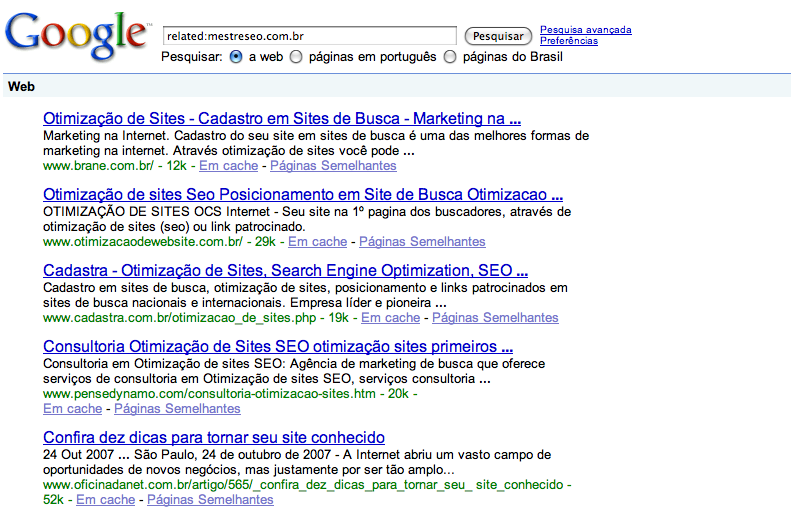 Google™
related:mestreseo.com.br
Pesquisar
Pesquisa avançada
Preferências
Pesquisar: a web páginas em português páginas do Brasil
Web
Otimização de Sites - Cadastro em Sites de Busca - Marketing na ...
Marketing na Internet. Cadastro do seu site em sites de busca é uma das melhores formas de
marketing na internet. Através otimização de sites você pode ...
www.brane.com.br/ - 12k - Em cache - Páginas Semelhantes
Otimização de sites Seo Posicionamento em Site de Busca Otimizacao ...
OTIMIZAÇÃO DE SITES OCS Internet - Seu site na 1º pagina dos buscadores, através de
otimização de sites (seo) ou link patrocinado.
www.otimizacaodewebsite.com.br/ - 29k - Em cache - Páginas Semelhantes
Cadastra - Otimização de Sites, Search Engine Optimization, SEO ...
Cadastro em sites de busca, otimização de sites, posicionamento e links patrocinados em
sites de busca nacionais e internacionais. Empresa líder e pioneira ...
www.cadastra.com.br/otimizacao_de_sites.php - 19k - Em cache - Páginas Semelhantes
Consultoria Otimização de Sites SEO otimização sites primeiros ...
Consultoria em Otimização de sites SEO: Agência de marketing de busca que oferece
serviços de consultoria em Otimização de sites SEO, serviços consultoria ...
www.pensedynamo.com/consultoria-otimizacao-sites.htm - 20k -
Em cache - Páginas Semelhantes
Confira dez dicas para tornar seu site conhecido
24 Out 2007 ... São Paulo, 24 de outubro de 2007 - A Internet abriu um vasto campo de
oportunidades de novos negócios, mas justamente por ser tão amplo...
www.oficinadanet.com.br/artigo/565/_confira_dez_dicas_para_tornar_seu_ site_conhecido -
52k - Em cache - Páginas Semelhantes